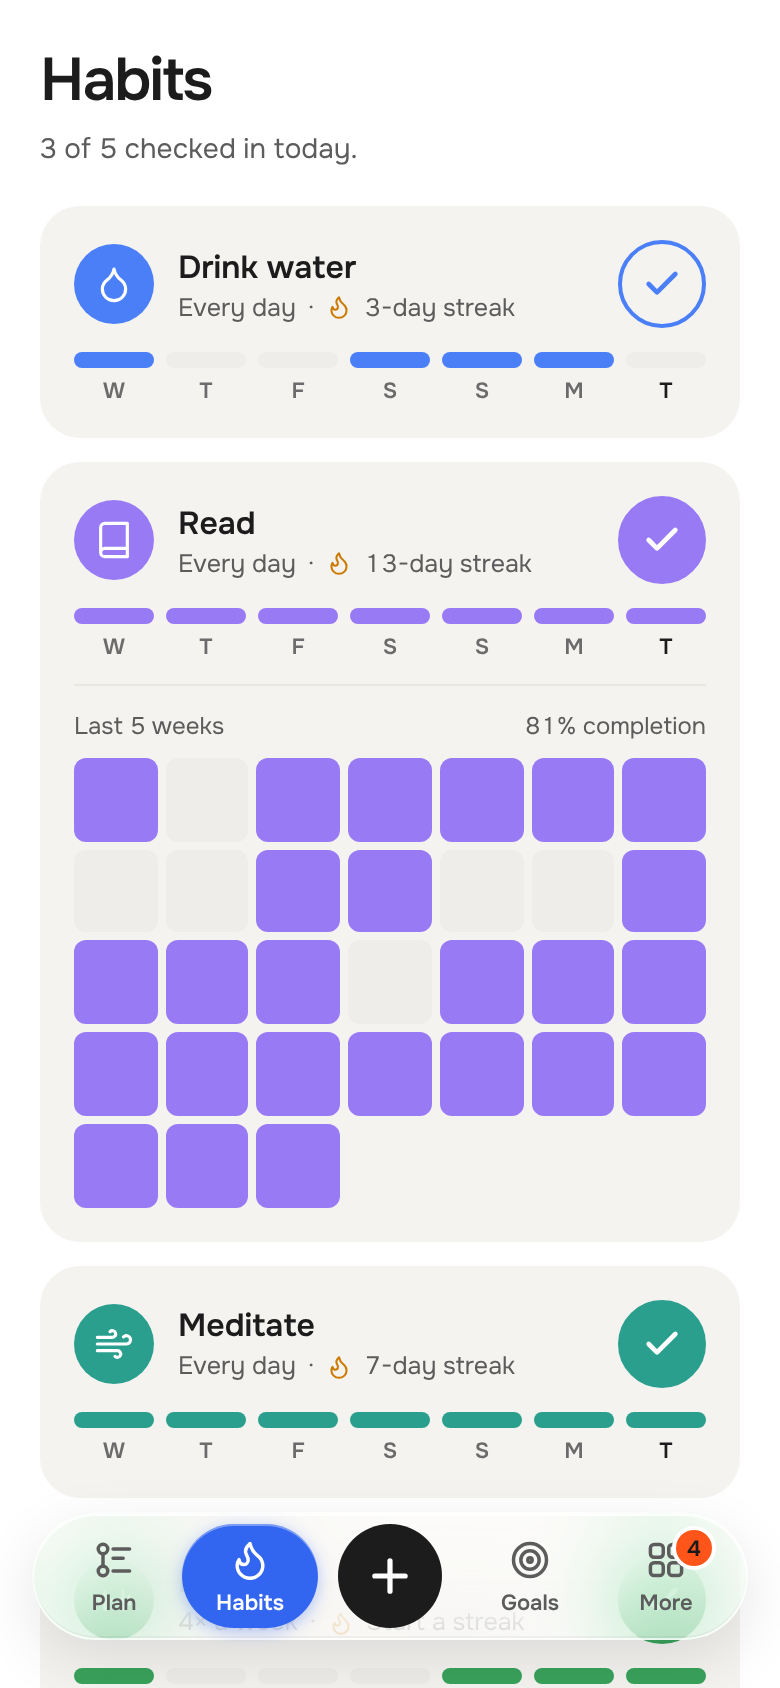 Habits
3 of 5 checked in today.
Drink water
Every day · 3-day streak
W T F S S M T
Read
Every day · 13-day streak
W T F S S M T
Last 5 weeks 81% completion
Meditate
Every day · 7-day streak
W T F S S M T
4
Plan Habits Goals More